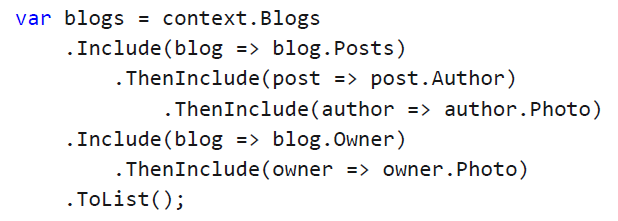 var blogs = context.Blogs
    .Include(blog => blog.Posts)
        .ThenInclude(post => post.Author)
            .ThenInclude(author => author.Photo)
    .Include(blog => blog.Owner)
        .ThenInclude(owner => owner.Photo)
    .ToList();